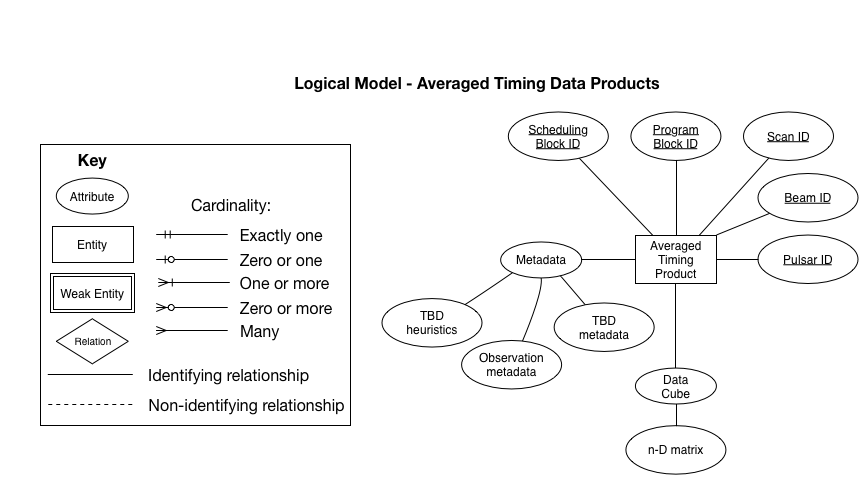 Logical Model - Averaged Timing Data Products
Key
Attribute
Entity
Weak Entity
Relation
Cardinality:
Exactly one
Zero or one
One or more
Zero or more
Many
Identifying relationship
Non-identifying relationship
Scheduling
Block ID
Program
Block ID
Scan ID
Beam ID
Pulsar ID
Averaged
Timing
Product
Metadata
TBD
heuristics
Observation
metadata
TBD
metadata
Data
Cube
n-D matrix